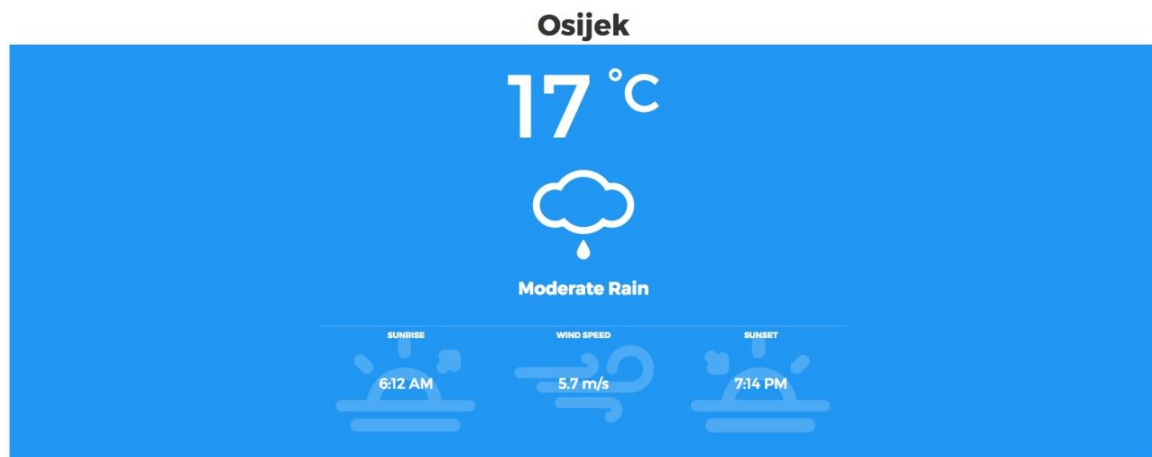 Osijek
17 °C
Moderate Rain
SUNRISE WIND SPEED SUNSET
6:12 AM 5.7 m/s 7:14 PM